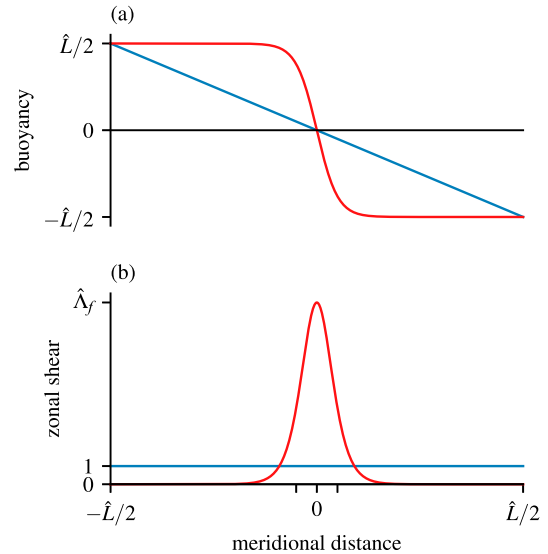 (a)
L̂/2
0
−L̂/2
buoyancy
(b)
Λ̂_f
1
0
zonal shear
−L̂/2 0 L̂/2
meridional distance